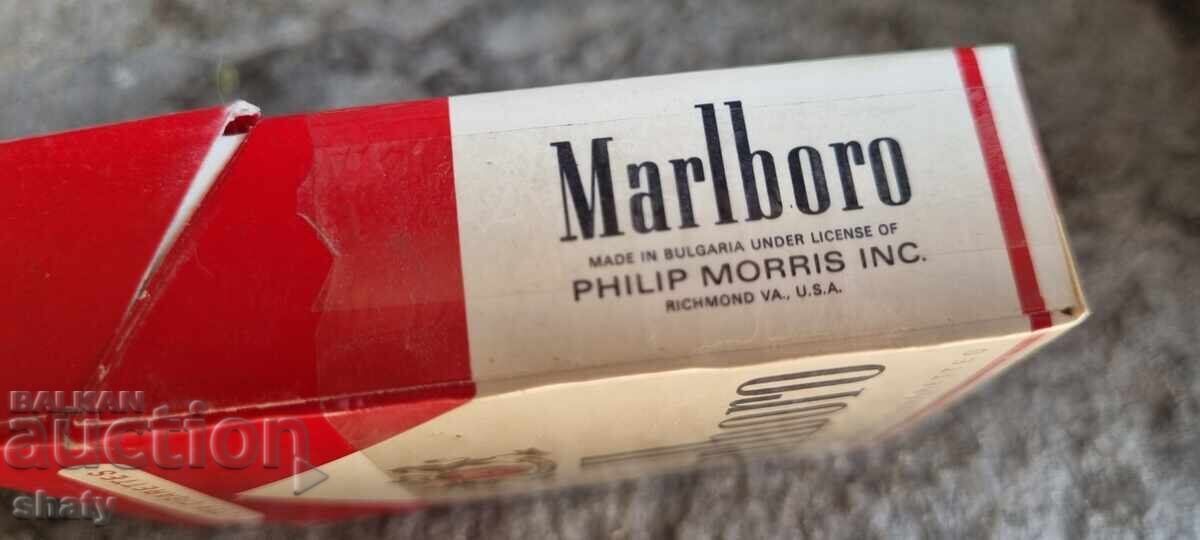 Marlboro
MADE IN BULGARIA UNDER LICENSE OF
PHILIP MORRIS INC.
RICHMOND VA., U.S.A.
BALKAN
auction
shaty